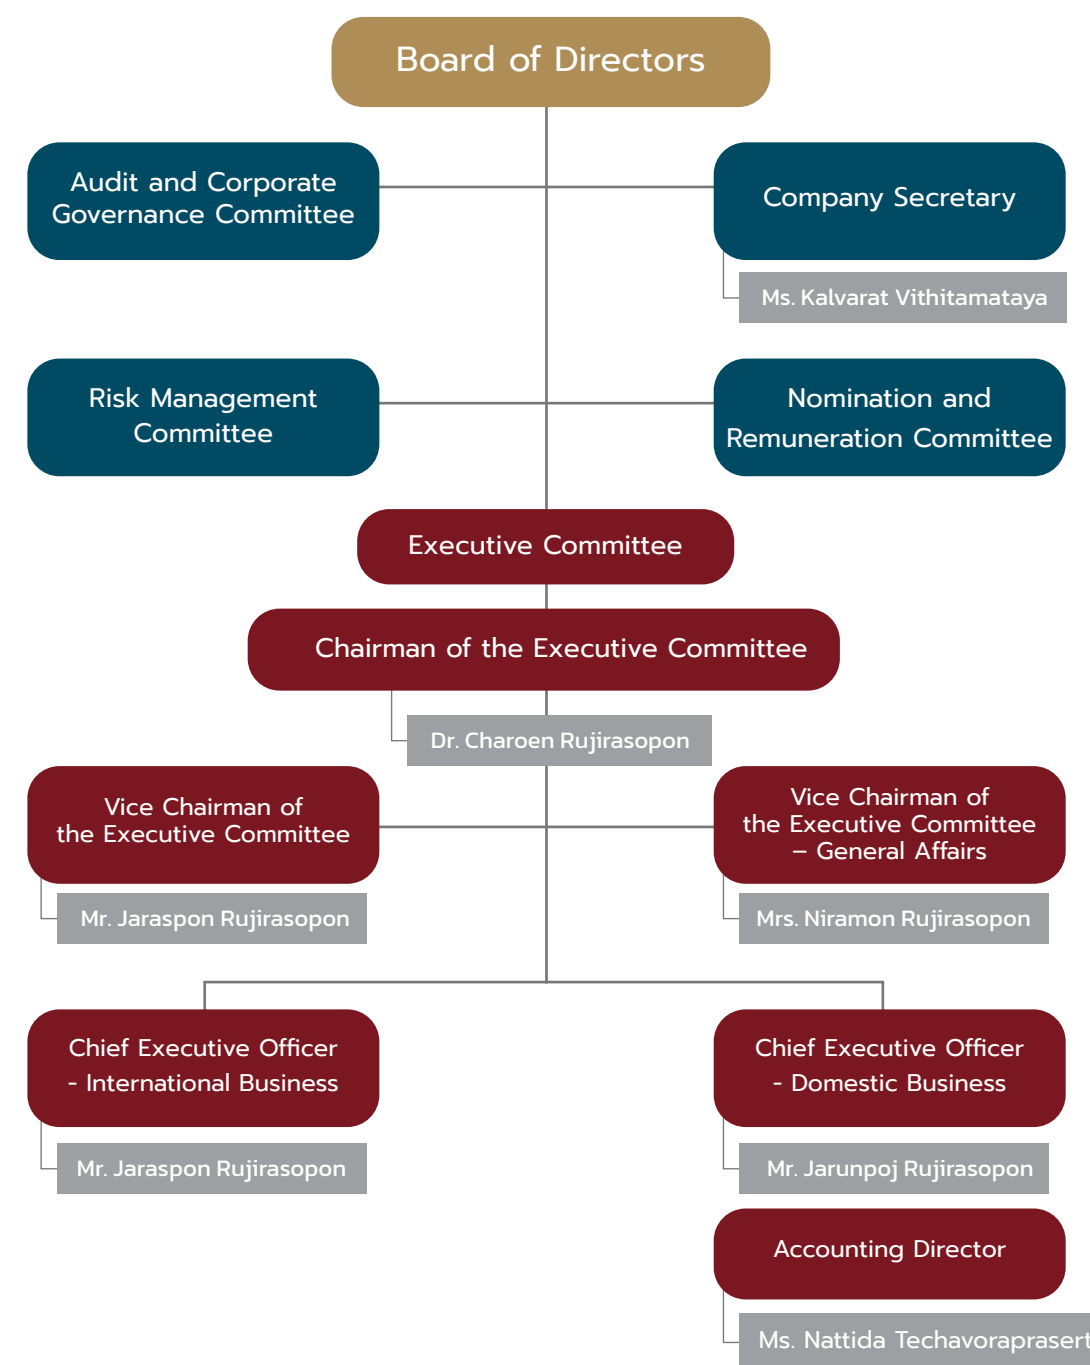 Board of Directors
Audit and Corporate
Governance Committee
Company Secretary
Ms. Kalvarat Vithitamataya
Risk Management
Committee
Nomination and
Remuneration Committee
Executive Committee
Chairman of the Executive Committee
Dr. Charoen Rujirasopon
Vice Chairman of
the Executive Committee
Mr. Jaraspon Rujirasopon
Vice Chairman of
the Executive Committee
– General Affairs
Mrs. Niramon Rujirasopon
Chief Executive Officer
- International Business
Mr. Jaraspon Rujirasopon
Chief Executive Officer
- Domestic Business
Mr. Jarunpoj Rujirasopon
Accounting Director
Ms. Nattida Techavoraprasert